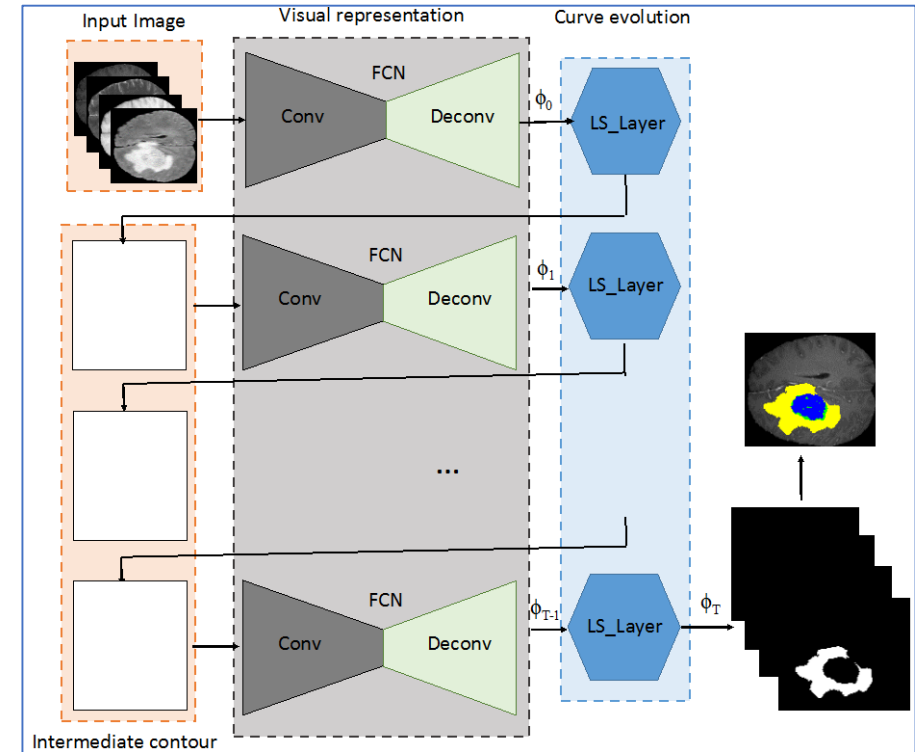 Input Image
Visual representation
Curve evolution
FCN
Conv
Deconv
ϕ0
LS_Layer
FCN
Conv
Deconv
ϕ1
LS_Layer
...
FCN
Conv
Deconv
ϕT-1
LS_Layer
ϕT
Intermediate contour